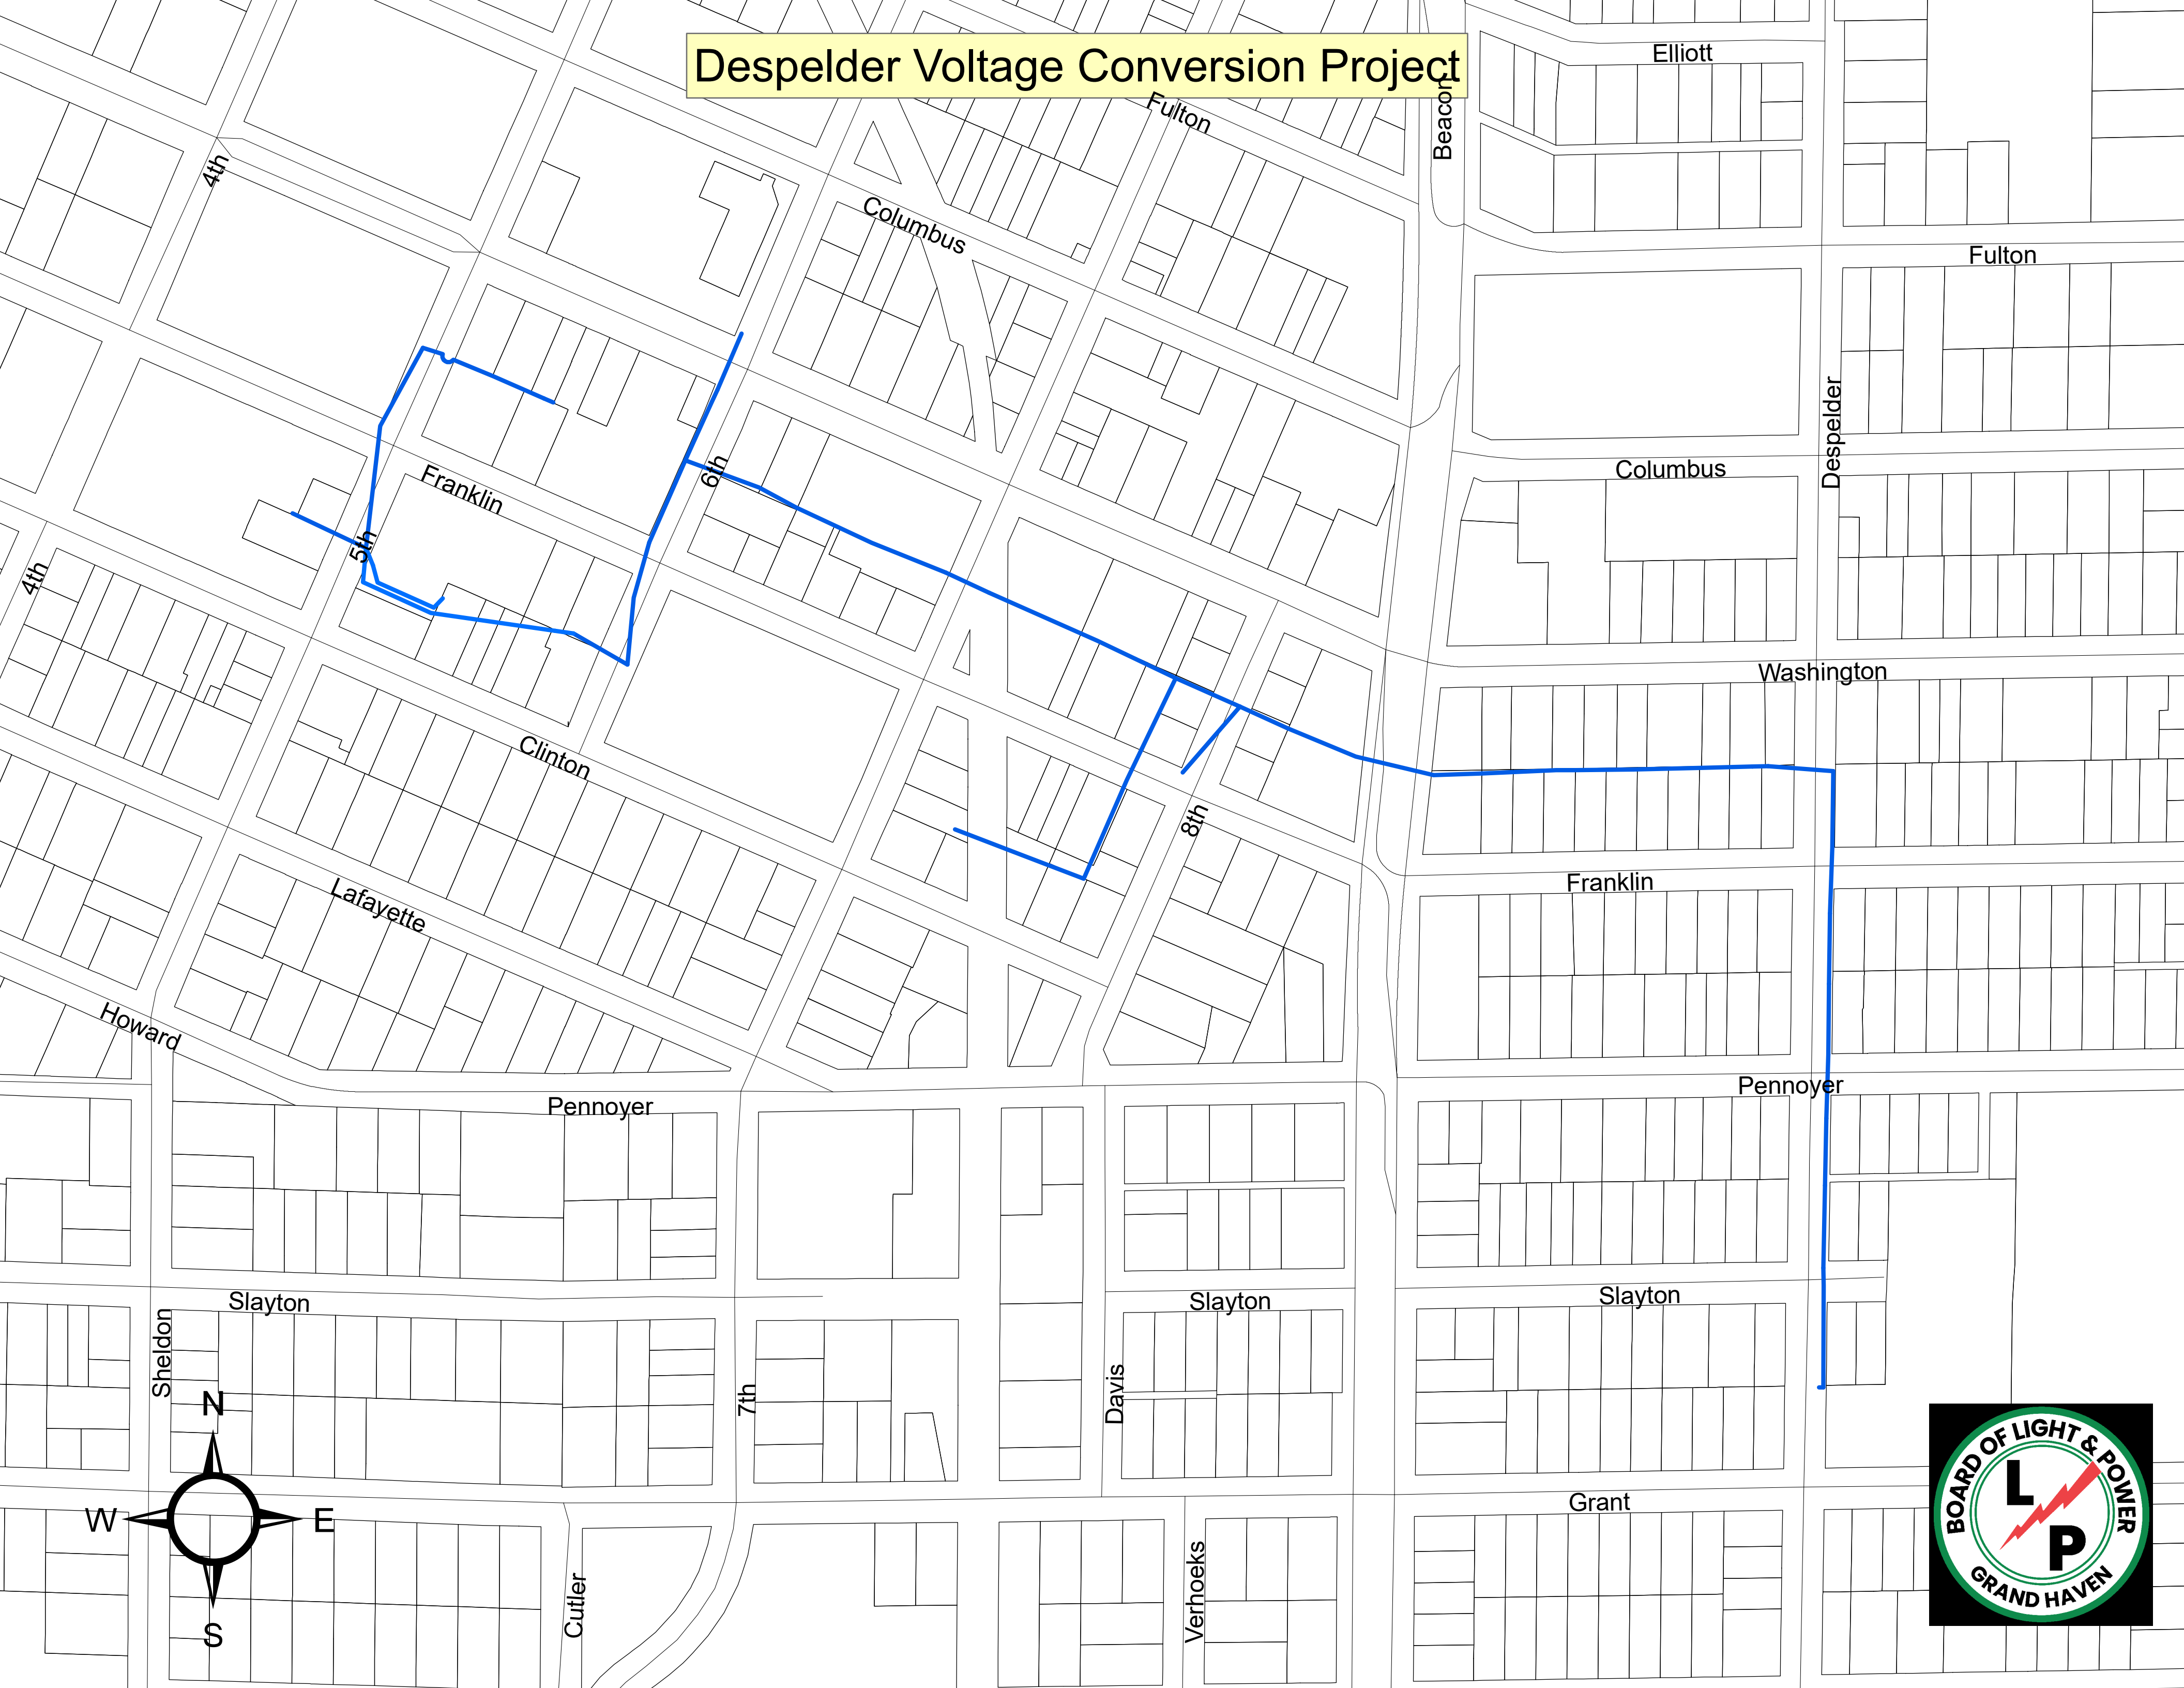 Despelder Voltage Conversion Project
Elliott
Beacon
Fulton
4th
Columbus
Fulton
Despelder
Columbus
6th
Franklin
5th
4th
Washington
Clinton
8th
Franklin
Lafayette
Howard
Pennoyer
Pennoyer
Slayton
Slayton
Slayton
Sheldon
7th
Davis
N
W
E
S
Grant
Cutler
Verhoeks
BOARD OF LIGHT & POWER
L
P
GRAND HAVEN